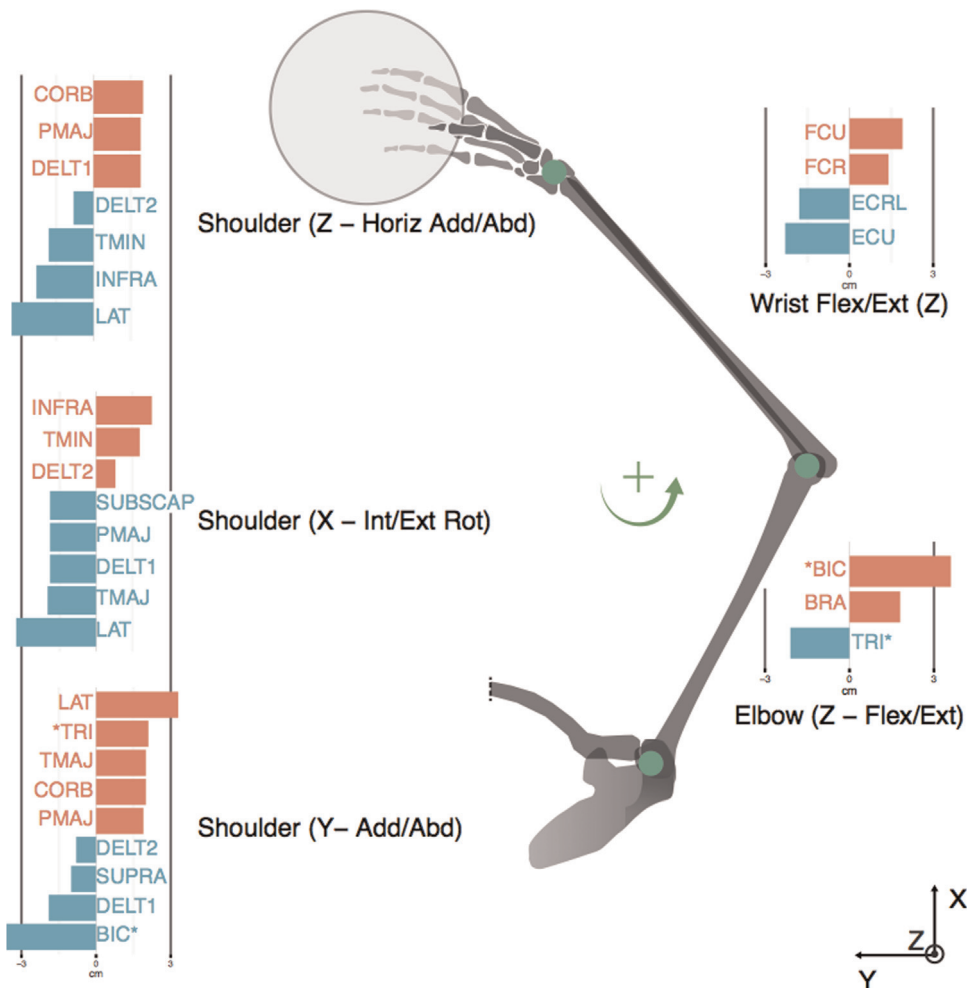 CORB
PMAJ
DELT1
DELT2
TMIN
INFRA
LAT
Shoulder (Z – Horiz Add/Abd)
FCU
FCR
ECRL
ECU
-3 0 3
cm
Wrist Flex/Ext (Z)
INFRA
TMIN
DELT2
SUBSCAP
PMAJ
DELT1
TMAJ
LAT
Shoulder (X – Int/Ext Rot)
+
*BIC
BRA
TRI*
-3 0 3
cm
Elbow (Z – Flex/Ext)
LAT
*TRI
TMAJ
CORB
PMAJ
DELT2
SUPRA
DELT1
BIC*
-3 0 3
cm
Shoulder (Y– Add/Abd)
X
Z
Y